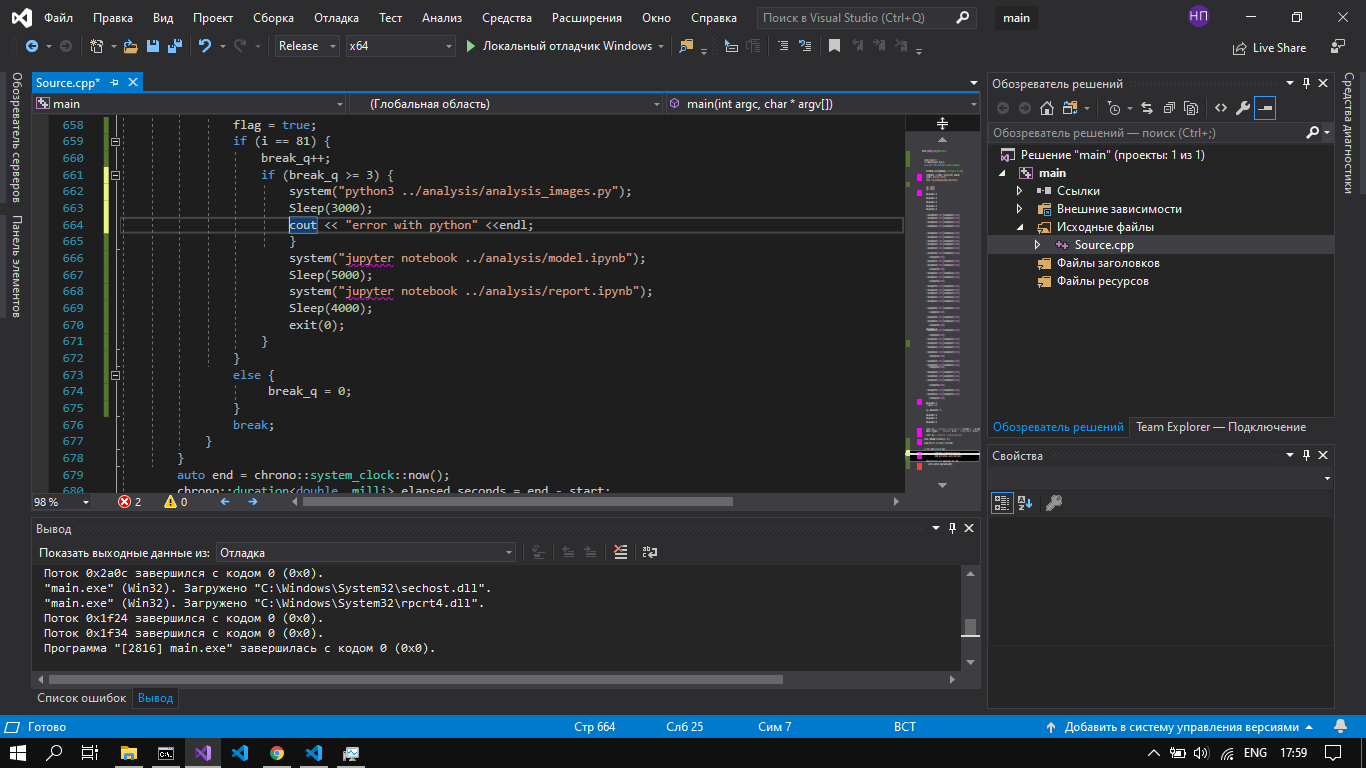 Файл Правка Вид Проект Сборка Отладка Тест Анализ Средства Расширения Окно Справка Поиск в Visual Studio (Ctrl+Q) main НП
Release x64 Локальный отладчик Windows Live Share
Обозреватель серверов
Панель элементов
Source.cpp*
main (Глобальная область) main(int argc, char * argv[])
658 flag = true;
659 if (i == 81) {
660 break_q++;
661 if (break_q >= 3) {
662 system("python3 ../analysis/analysis_images.py");
663 Sleep(3000);
664 cout << "error with python" <<endl;
665 }
666 system("jupyter notebook ../analysis/model.ipynb");
667 Sleep(5000);
668 system("jupyter notebook ../analysis/report.ipynb");
669 Sleep(4000);
670 exit(0);
671 }
672 }
673 else {
674 break_q = 0;
675 }
676 break;
677 }
678 }
679 auto end = chrono::system_clock::now();
680 chrono::duration<double, milli> elapsed_seconds = end - start;
98 % 2 0
Вывод
Показать выходные данные из: Отладка
Поток 0x2a0c завершился с кодом 0 (0x0).
"main.exe" (Win32). Загружено "C:\Windows\System32\sechost.dll".
"main.exe" (Win32). Загружено "C:\Windows\System32\rpcrt4.dll".
Поток 0x1f24 завершился с кодом 0 (0x0).
Поток 0x1f34 завершился с кодом 0 (0x0).
Программа "[2816] main.exe" завершилась с кодом 0 (0x0).
Список ошибок Вывод
Обозреватель решений
Обозреватель решений — поиск (Ctrl+;)
Решение "main" (проекты: 1 из 1)
main
Ссылки
Внешние зависимости
Исходные файлы
Source.cpp
Файлы заголовков
Файлы ресурсов
Обозреватель решений Team Explorer — Подключение
Свойства
Средства диагностики
Готово Стр 664 Слб 25 Сим 7 ВСТ Добавить в систему управления версиями
ENG 17:59